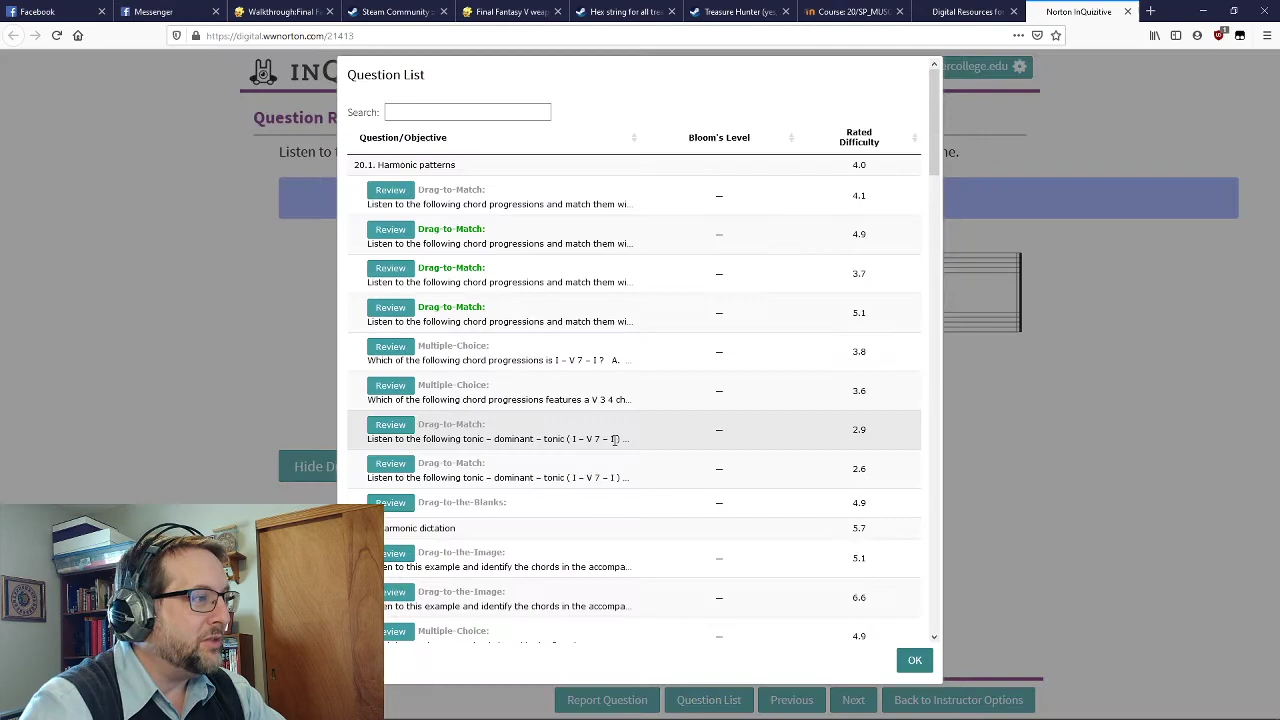 Facebook
Messenger
Walkthrough:Final F
Steam Community :
Final Fantasy V weap
Hex string for all tre
Treasure Hunter (yes,
Course: 20/SP_MUSC
Digital Resources for
Norton InQuizitive
https://digital.wwnorton.com/21413
INQ
ercollege.edu
Question R
Listen to
ne.
Hide D
Question List
Search:
Question/Objective
Bloom's Level
Rated Difficulty
20.1. Harmonic patterns
4.0
Review Drag-to-Match:
Listen to the following chord progressions and match them wi...
— 4.1
Review Drag-to-Match:
Listen to the following chord progressions and match them wi...
— 4.9
Review Drag-to-Match:
Listen to the following chord progressions and match them wi...
— 3.7
Review Drag-to-Match:
Listen to the following chord progressions and match them wi...
— 5.1
Review Multiple-Choice:
Which of the following chord progressions is I – V 7 – I ? A. ...
— 3.8
Review Multiple-Choice:
Which of the following chord progressions features a V 3 4 ch...
— 3.6
Review Drag-to-Match:
Listen to the following tonic – dominant – tonic ( I – V 7 – I ) ...
— 2.9
Review Drag-to-Match:
Listen to the following tonic – dominant – tonic ( I – V 7 – I ) ...
— 2.6
Review Drag-to-the-Blanks:
— 4.9
armonic dictation
5.7
view Drag-to-the-Image:
en to this example and identify the chords in the accompa...
— 5.1
view Drag-to-the-Image:
en to this example and identify the chords in the accompa...
— 6.6
view Multiple-Choice:
— 4.9
OK
Report Question
Question List
Previous
Next
Back to Instructor Options